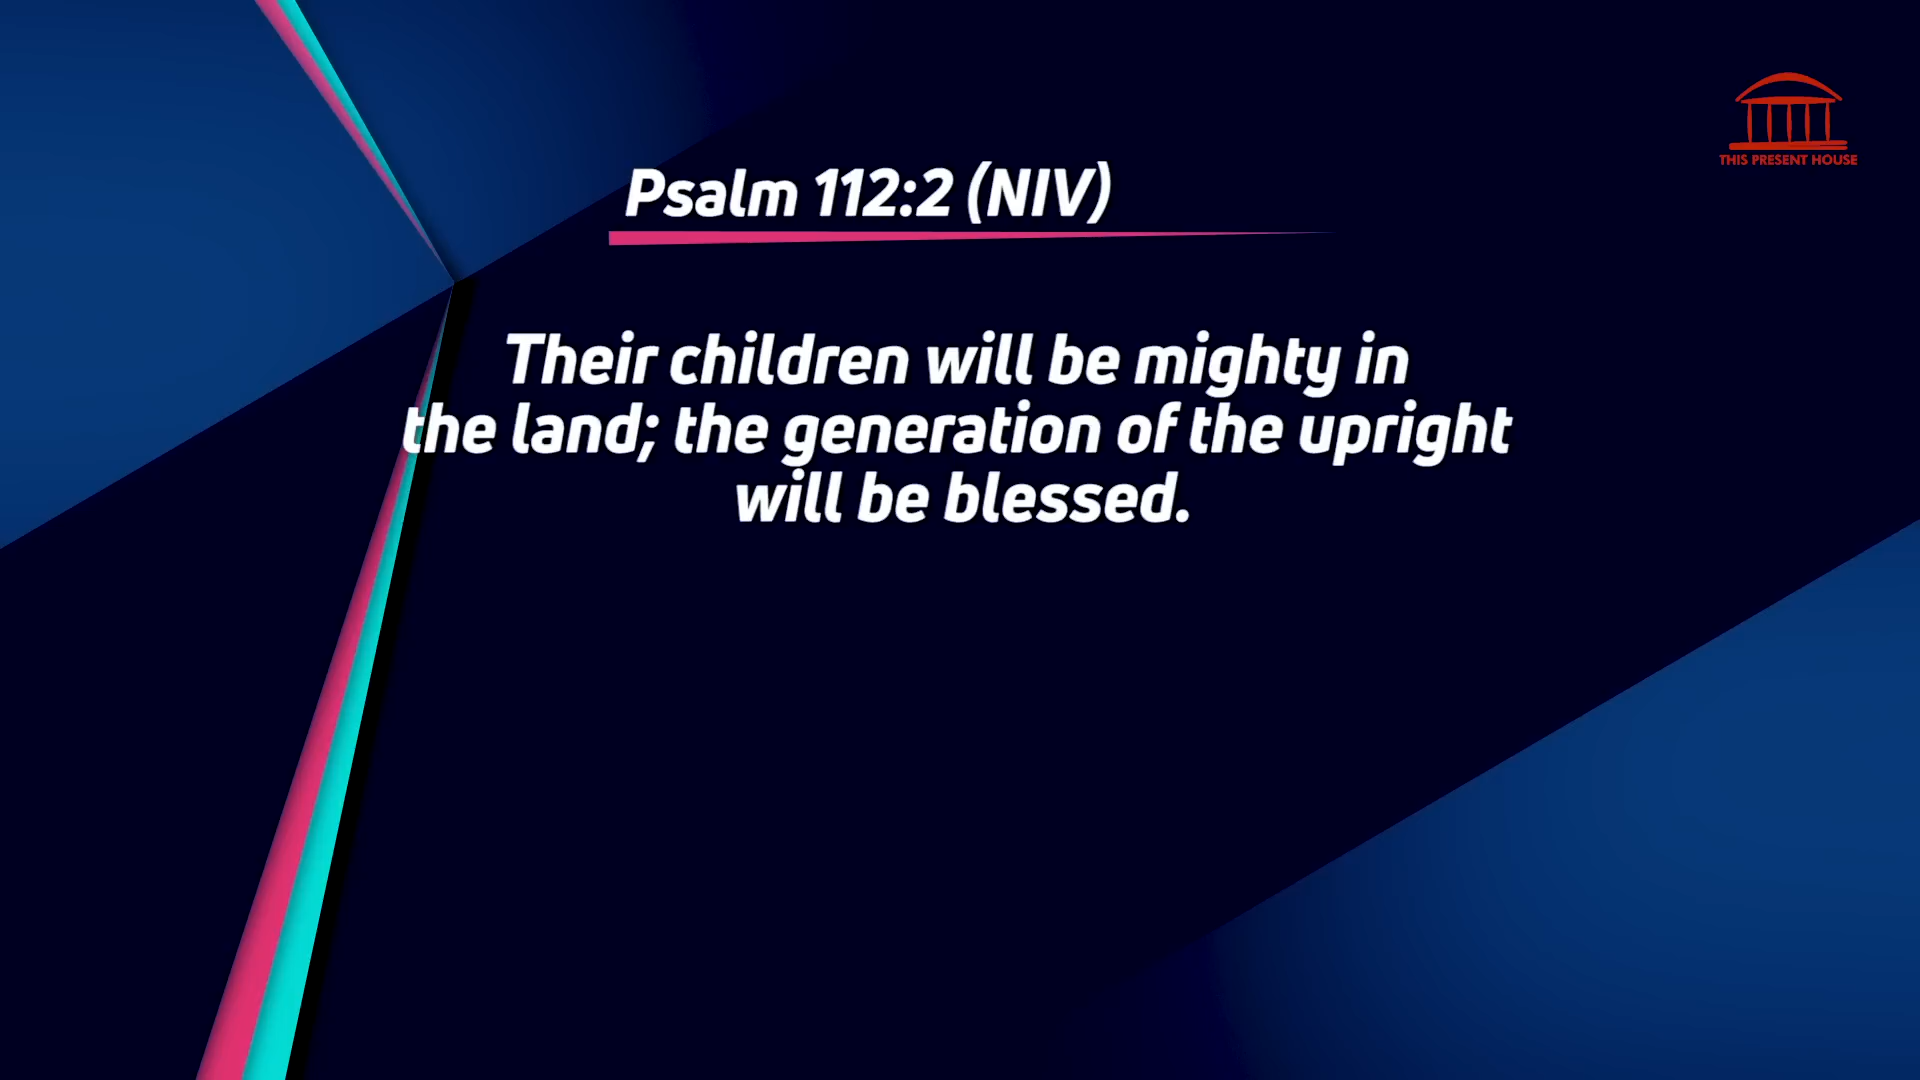 THIS PRESENT HOUSE
Psalm 112:2 (NIV)
Their children will be mighty in
the land; the generation of the upright
will be blessed.